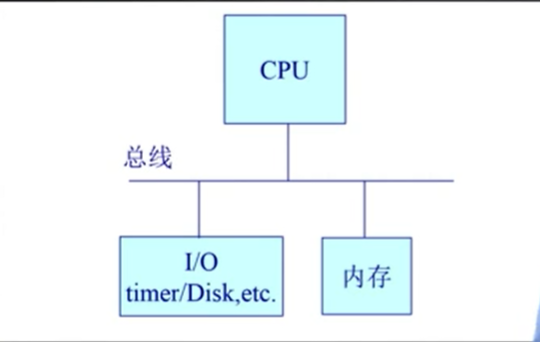 CPU
总线
I/O
timer/Disk,etc.
内存